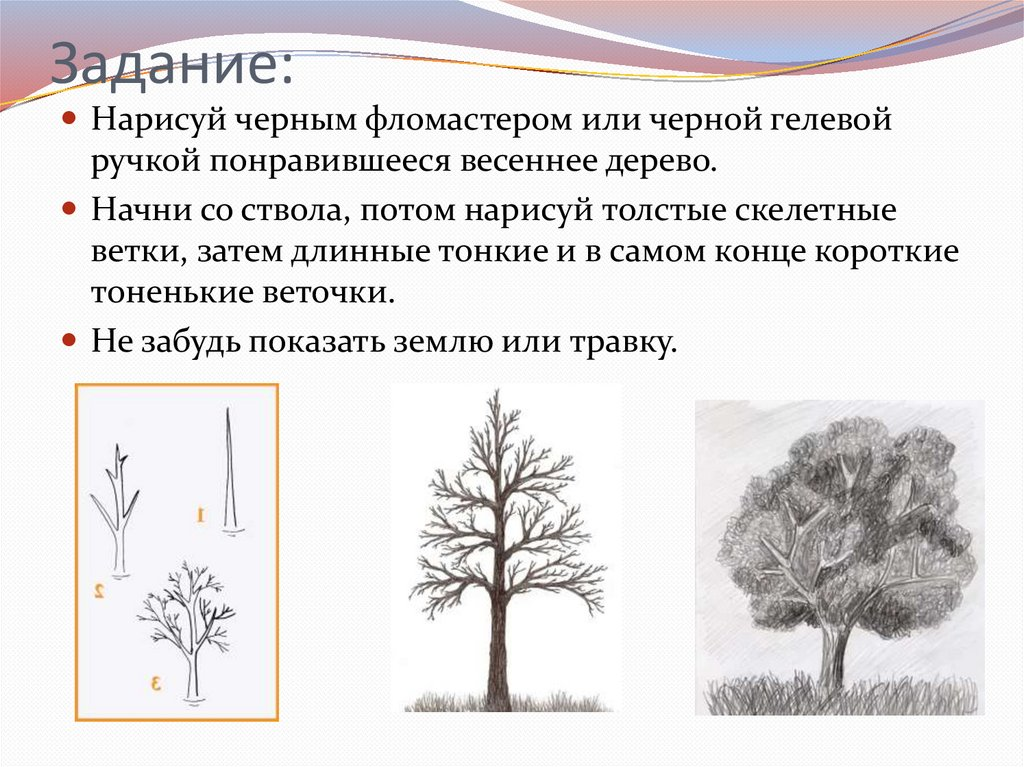 Задание:
• Нарисуй черным фломастером или черной гелевой
ручкой понравившееся весеннее дерево.
• Начни со ствола, потом нарисуй толстые скелетные
ветки, затем длинные тонкие и в самом конце короткие
тоненькие веточки.
• Не забудь показать землю или травку.
1
2
3